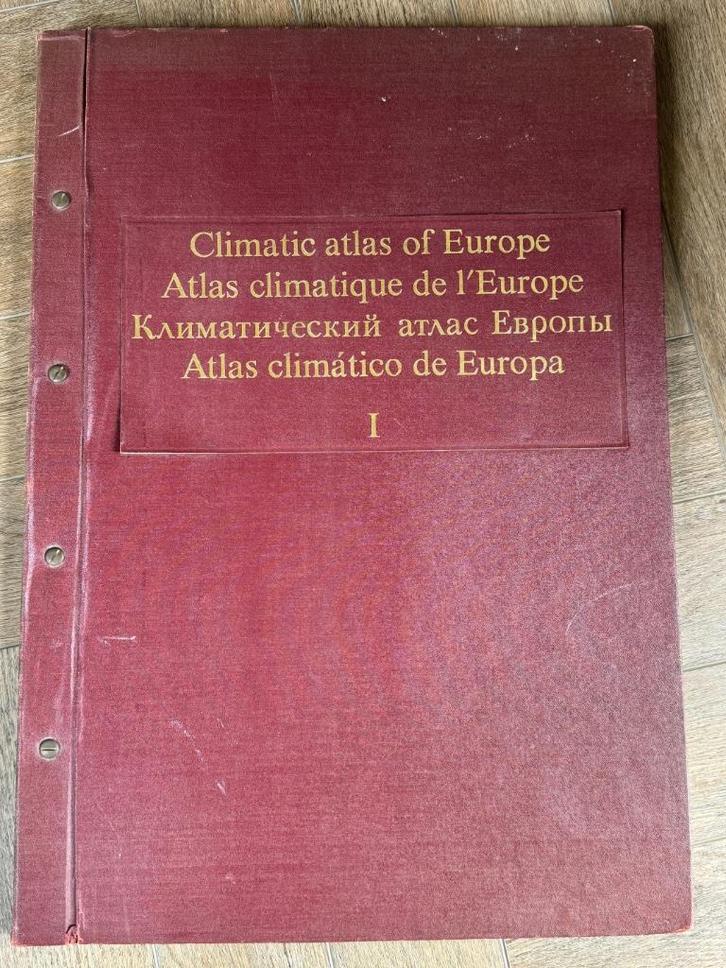 Climatic atlas of Europe
Atlas climatique de l'Europe
Климатический атлас Европы
Atlas climático de Europa
I